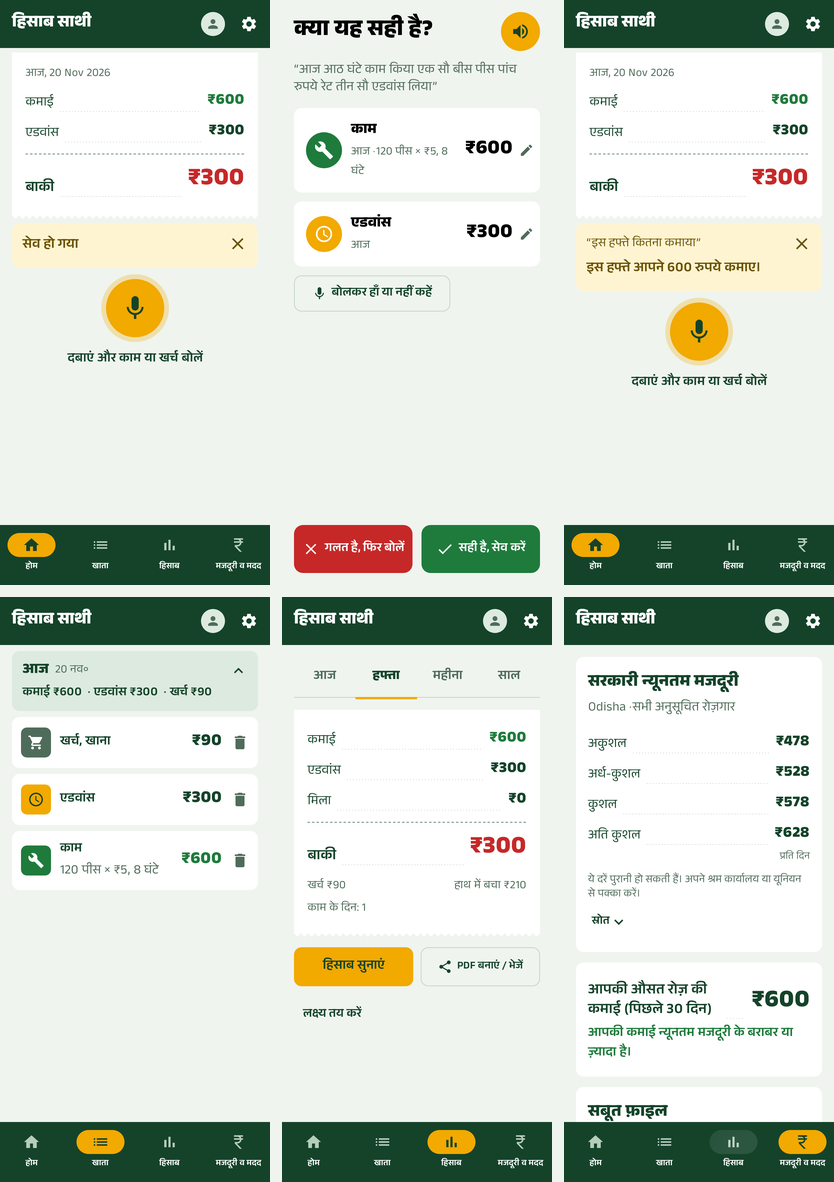 हिसाब साथी
आज, 20 Nov 2026
कमाई ₹600
एडवांस ₹300
बाकी ₹300
सेव हो गया
दबाएं और काम या खर्च बोलें
होम खाता हिसाब मजदूरी व मदद
क्या यह सही है?
“आज आठ घंटे काम किया एक सौ बीस पीस पांच
रुपये रेट तीन सौ एडवांस लिया”
काम
आज ·120 पीस × ₹5, 8
घंटे
₹600
एडवांस
आज
₹300
बोलकर हाँ या नहीं कहें
गलत है, फिर बोलें
सही है, सेव करें
हिसाब साथी
आज, 20 Nov 2026
कमाई ₹600
एडवांस ₹300
बाकी ₹300
“इस हफ्ते कितना कमाया”
इस हफ्ते आपने 600 रुपये कमाए।
दबाएं और काम या खर्च बोलें
होम खाता हिसाब मजदूरी व मदद
हिसाब साथी
आज 20 नव॰
कमाई ₹600 · एडवांस ₹300 · खर्च ₹90
खर्च, खाना ₹90
एडवांस ₹300
काम
120 पीस × ₹5, 8 घंटे
₹600
होम खाता हिसाब मजदूरी व मदद
हिसाब साथी
आज हफ्ता महीना साल
कमाई ₹600
एडवांस ₹300
मिला ₹0
बाकी ₹300
खर्च ₹90 हाथ में बचा ₹210
काम के दिन: 1
हिसाब सुनाएं
PDF बनाएं / भेजें
लक्ष्य तय करें
होम खाता हिसाब मजदूरी व मदद
हिसाब साथी
सरकारी न्यूनतम मजदूरी
Odisha ·सभी अनुसूचित रोज़गार
अकुशल ₹478
अर्ध-कुशल ₹528
कुशल ₹578
अति कुशल ₹628
प्रति दिन
ये दरें पुरानी हो सकती हैं। अपने श्रम कार्यालय या यूनियन
से पक्का करें।
स्रोत
आपकी औसत रोज़ की
कमाई (पिछले 30 दिन)
₹600
आपकी कमाई न्यूनतम मजदूरी के बराबर या
ज़्यादा है।
सबूत फ़ाइल
होम खाता हिसाब मजदूरी व मदद